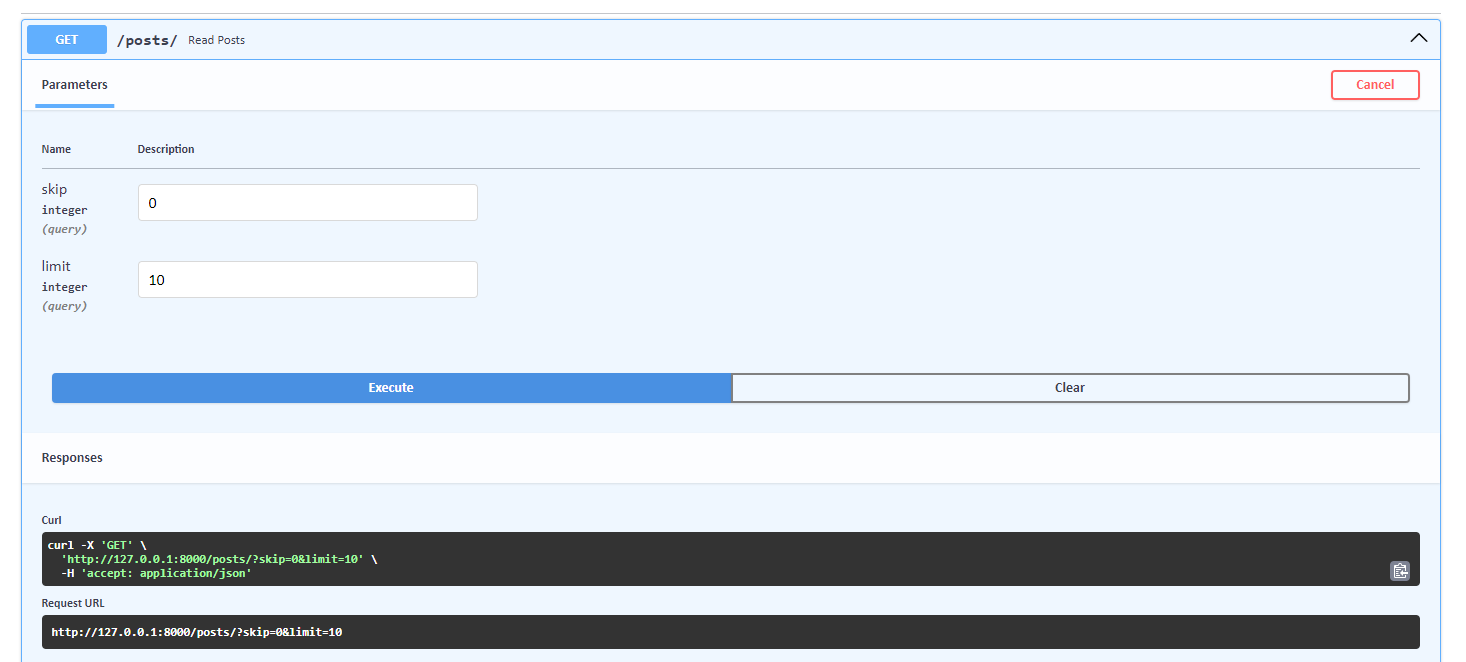 GET /posts/ Read Posts
Parameters
Cancel
Name Description
skip
integer
(query)
0
limit
integer
(query)
10
Execute Clear
Responses
Curl
curl -X 'GET' \
'http://127.0.0.1:8000/posts/?skip=0&limit=10' \
-H 'accept: application/json'
Request URL
http://127.0.0.1:8000/posts/?skip=0&limit=10